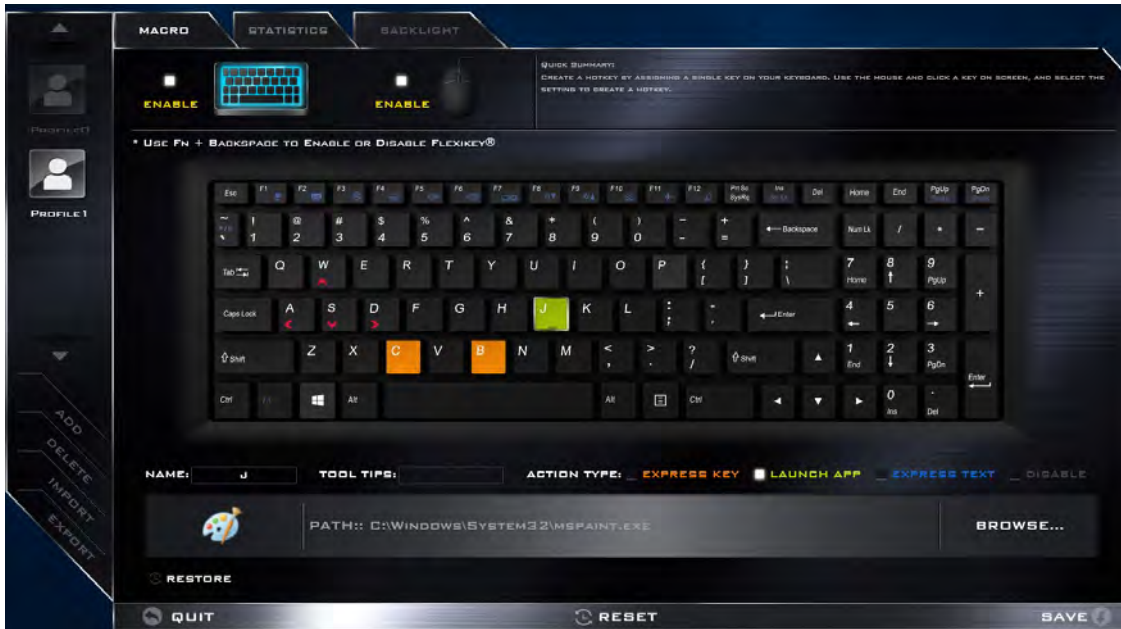 MACRO STATISTICS BACKLIGHT
ENABLE ENABLE
QUICK SUMMARY:
CREATE A HOTKEY BY ASSIGNING A SINGLE KEY ON YOUR KEYBOARD. USE THE MOUSE AND CLICK A KEY ON SCREEN, AND SELECT THE
SETTING TO CREATE A HOTKEY.
PROFILE0
PROFILE1
* USE FN + BACKSPACE TO ENABLE OR DISABLE FLEXIKEY®
Esc F1 F2 F3 F4 F5 F6 F7 F8 F9 F10 F11 F12 Prt Sc SysRq Ins Del Home End PgUp PgDn
~ ` ! 1 @ 2 # 3 $ 4 % 5 ^ 6 & 7 * 8 ( 9 ) 0 - + = Backspace Num Lk / * -
Tab Q W E R T Y U I O P { [ } ] \ 7 Home 8 9 PgUp +
Caps Lock A S D F G H J K L : ; Enter 4 5 6
Shift Z X C V B N M < , > . ? / Shift 1 End 2 3 PgDn Enter
Ctrl Alt Alt Ctrl 0 Ins . Del
NAME: J TOOL TIPS: ACTION TYPE: EXPRESS KEY LAUNCH APP EXPRESS TEXT DISABLE
PATH:: C:\WINDOWS\SYSTEM32\MSPAINT.EXE BROWSE...
ADD
DELETE
IMPORT
EXPORT
RESTORE
QUIT RESET SAVE